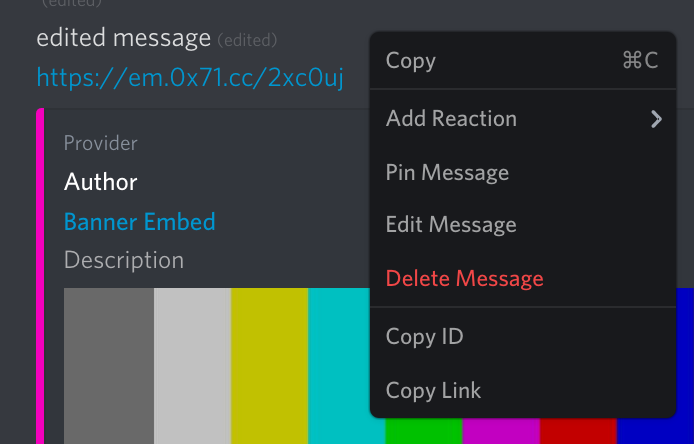 (edited)
edited message (edited)
https://em.0x71.cc/2xc0uj
Provider
Author
Banner Embed
Description
Copy ⌘C
Add Reaction
Pin Message
Edit Message
Delete Message
Copy ID
Copy Link